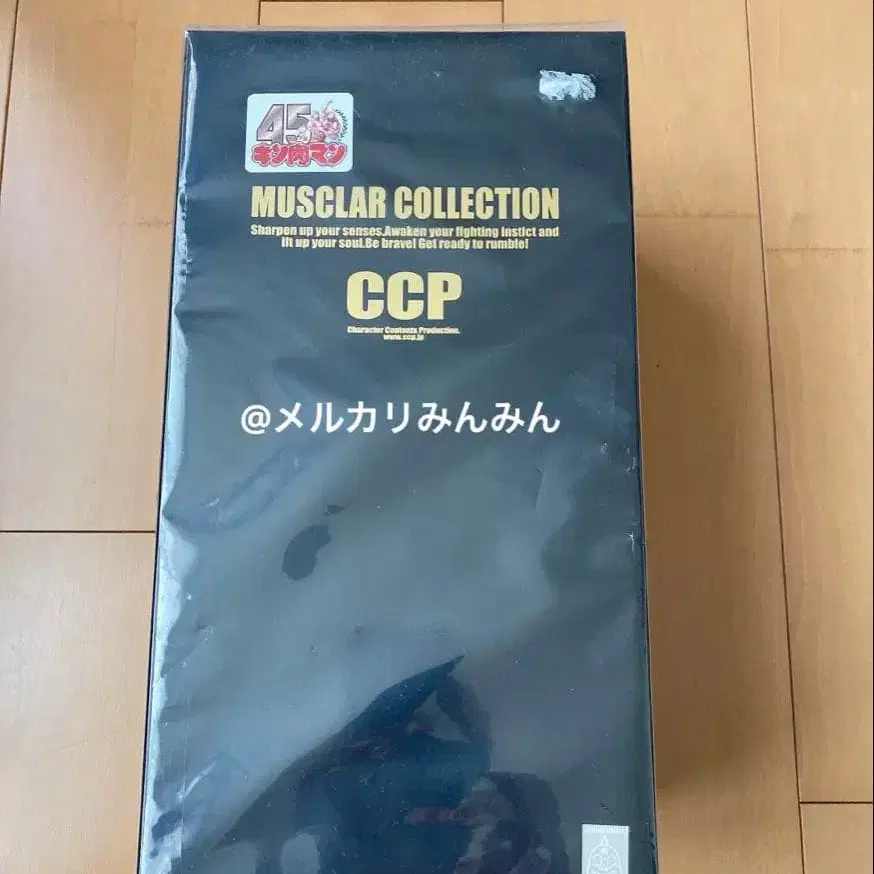 45
キン肉マン
MUSCLAR COLLECTION
Sharpen up your senses.Awaken your fighting instict and
lft up your soul.Be brave! Get ready to rumble!
CCP
Character Contents Production.
www.ccp.jp
@メルカリみんみん